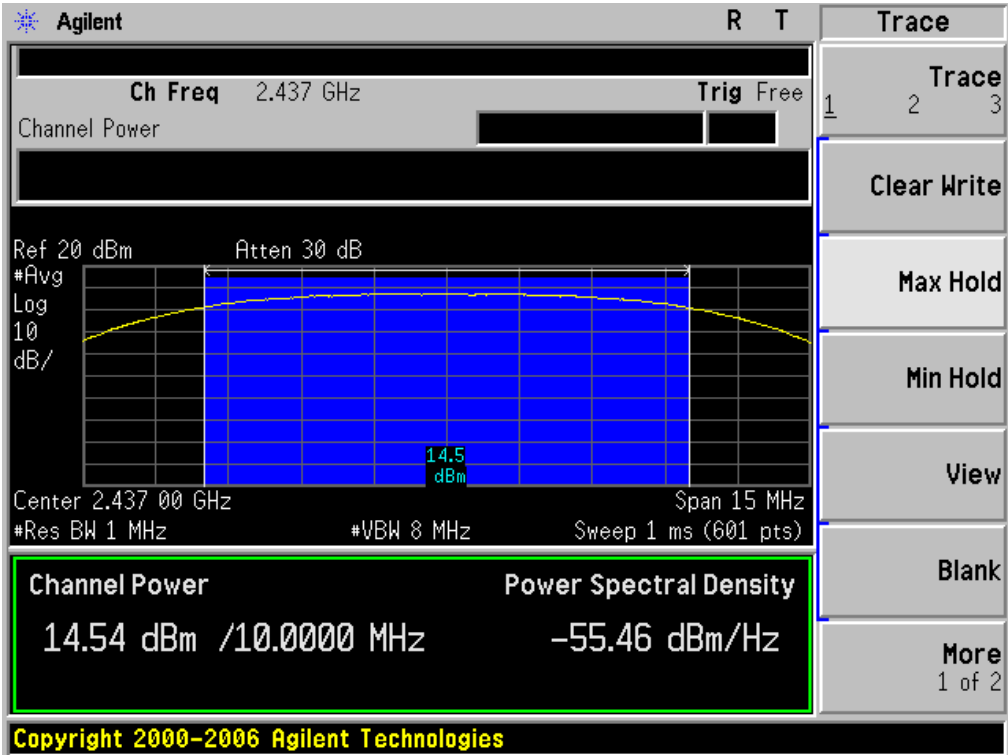 Agilent R T
Ch Freq 2.437 GHz Trig Free
Channel Power
Ref 20 dBm Atten 30 dB
#Avg
Log
10
dB/
14.5
dBm
Center 2.437 00 GHz Span 15 MHz
#Res BW 1 MHz #VBW 8 MHz Sweep 1 ms (601 pts)
Channel Power Power Spectral Density
14.54 dBm /10.0000 MHz -55.46 dBm/Hz
Copyright 2000-2006 Agilent Technologies
Trace
Trace
1 2 3
Clear Write
Max Hold
Min Hold
View
Blank
More
1 of 2